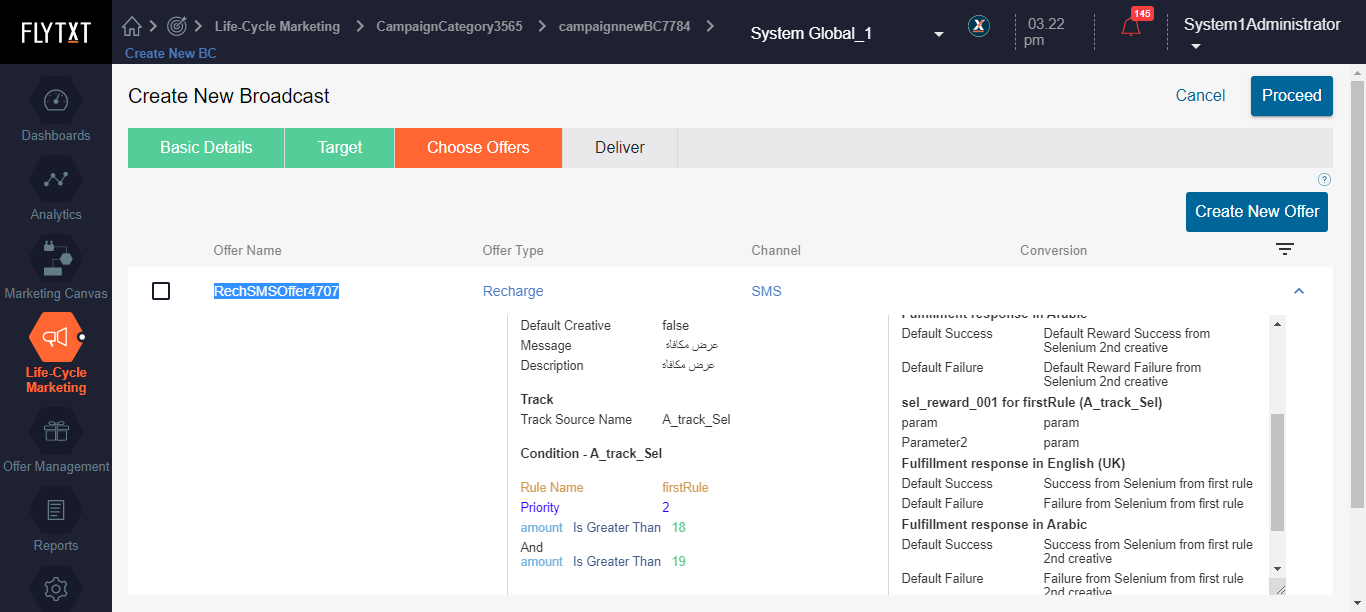 FLYTXT
Life-Cycle Marketing
CampaignCategory3565
campaignnewBC7784
Create New BC
System Global_1
X
03.22
pm
145
System1Administrator
Dashboards
Analytics
Marketing Canvas
Life-Cycle
Marketing
Offer Management
Reports
Create New Broadcast
Cancel
Proceed
Basic Details
Target
Choose Offers
Deliver
?
Create New Offer
Offer Name
Offer Type
Channel
Conversion
RechSMSOffer4707
Recharge
SMS
Default Creative false
Message عرض مكافاة
Description عرض مكافاة
Track
Track Source Name A_track_Sel
Condition - A_track_Sel
Rule Name firstRule
Priority 2
amount Is Greater Than 18
And
amount Is Greater Than 19
Fulfillment response in Arabic
Default Success Default Reward Success from
Selenium 2nd creative
Default Failure Default Reward Failure from
Selenium 2nd creative
sel_reward_001 for firstRule (A_track_Sel)
param param
Parameter2 param
Fulfillment response in English (UK)
Default Success Success from Selenium from first rule
Default Failure Failure from Selenium from first rule
Fulfillment response in Arabic
Default Success Success from Selenium from first rule
2nd creative
Default Failure Failure from Selenium from first rule
2nd creative